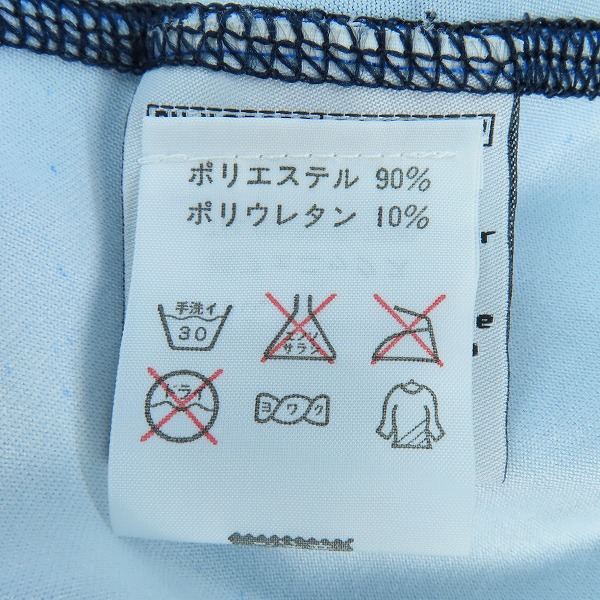 ポリエステル 90%
ポリウレタン 10%
手洗イ
30
エンソ
サラシ
ドライ
ヨワク
r
e